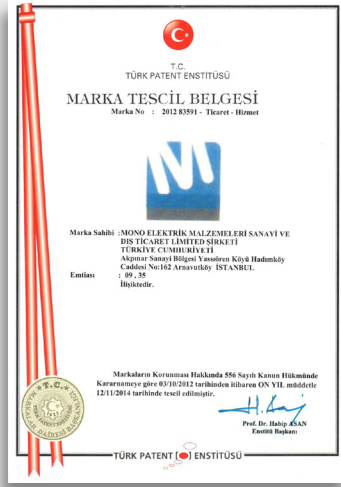 T.C.
TÜRK PATENT ENSTİTÜSÜ
MARKA TESCİL BELGESİ
Marka No : 2012 83591 - Ticaret - Hizmet
M
Marka Sahibi :MONO ELEKTRİK MALZEMELERİ SANAYİ VE
DIŞ TİCARET LİMİTED ŞİRKETİ
TÜRKİYE CUMHURİYETİ
Akpınar Sanayi Bölgesi Yassıören Köyü Hadımköy
Caddesi No:162 Arnavutköy İSTANBUL
Emtiası : 09 , 35
İlişiktedir.
Markaların Korunması Hakkında 556 Sayılı Kanun Hükmünde
Kararnameye göre 03/10/2012 tarihinden itibaren ON YIL müddetle
12/11/2014 tarihinde tescil edilmiştir.
Prof. Dr. Habip ASAN
Enstitü Başkanı
T.C.
MARKALAR DAİRESİ BAŞKANLIĞI
TÜRK PATENT ENSTİTÜSÜ